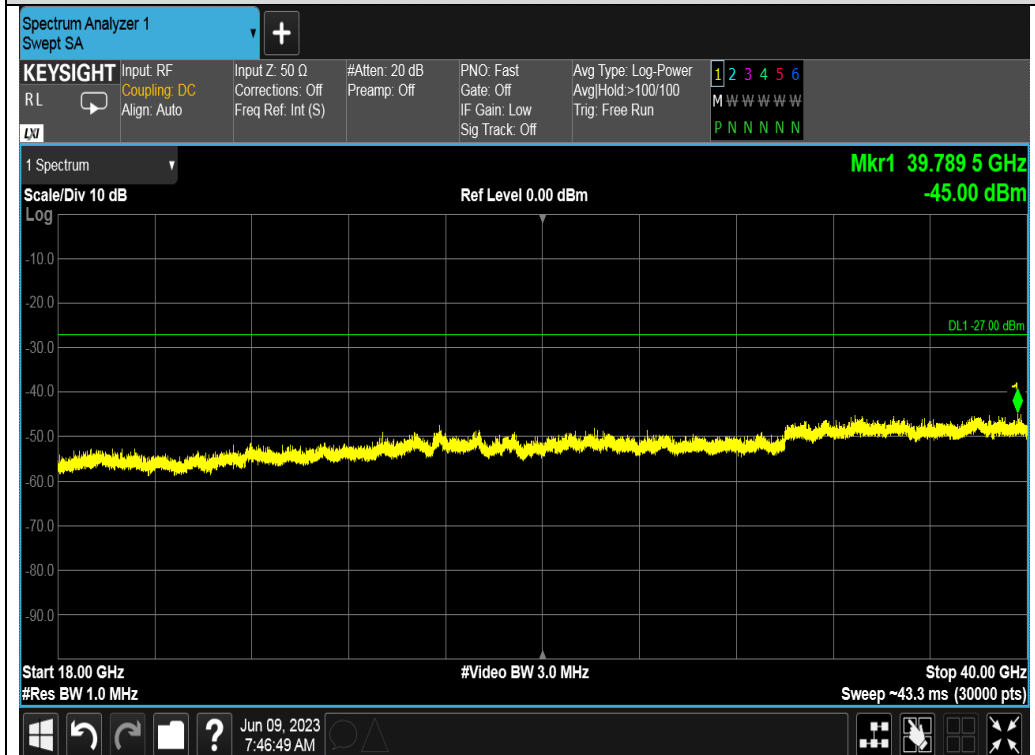 Spectrum Analyzer 1
Swept SA
+
KEYSIGHT
R L
LXI
Input: RF
Coupling: DC
Align: Auto
Input Z: 50 Ω
Corrections: Off
Freq Ref: Int (S)
#Atten: 20 dB
Preamp: Off
PNO: Fast
Gate: Off
IF Gain: Low
Sig Track: Off
Avg Type: Log-Power
Avg|Hold:>100/100
Trig: Free Run
1 2 3 4 5 6
M W W W W W
P N N N N N
1 Spectrum
Mkr1 39.789 5 GHz
-45.00 dBm
Scale/Div 10 dB
Ref Level 0.00 dBm
Log
-10.0
-20.0
DL1 -27.00 dBm
-30.0
-40.0
1
-50.0
-60.0
-70.0
-80.0
-90.0
Start 18.00 GHz
#Video BW 3.0 MHz
Stop 40.00 GHz
#Res BW 1.0 MHz
Sweep ~43.3 ms (30000 pts)
?
Jun 09, 2023
7:46:49 AM